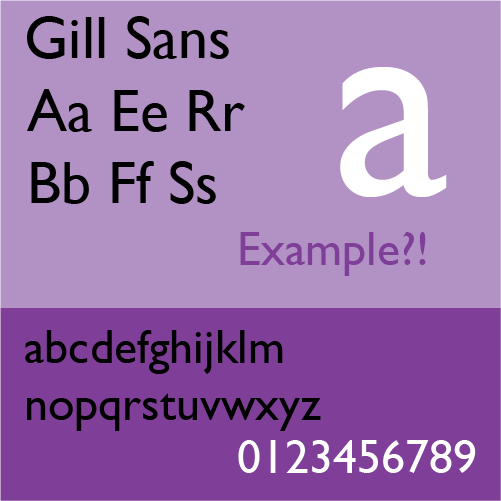 Gill Sans
Aa Ee Rr
Bb Ff Ss
a
Example?!
abcdefghijklm
nopqrstuvwxyz
0123456789